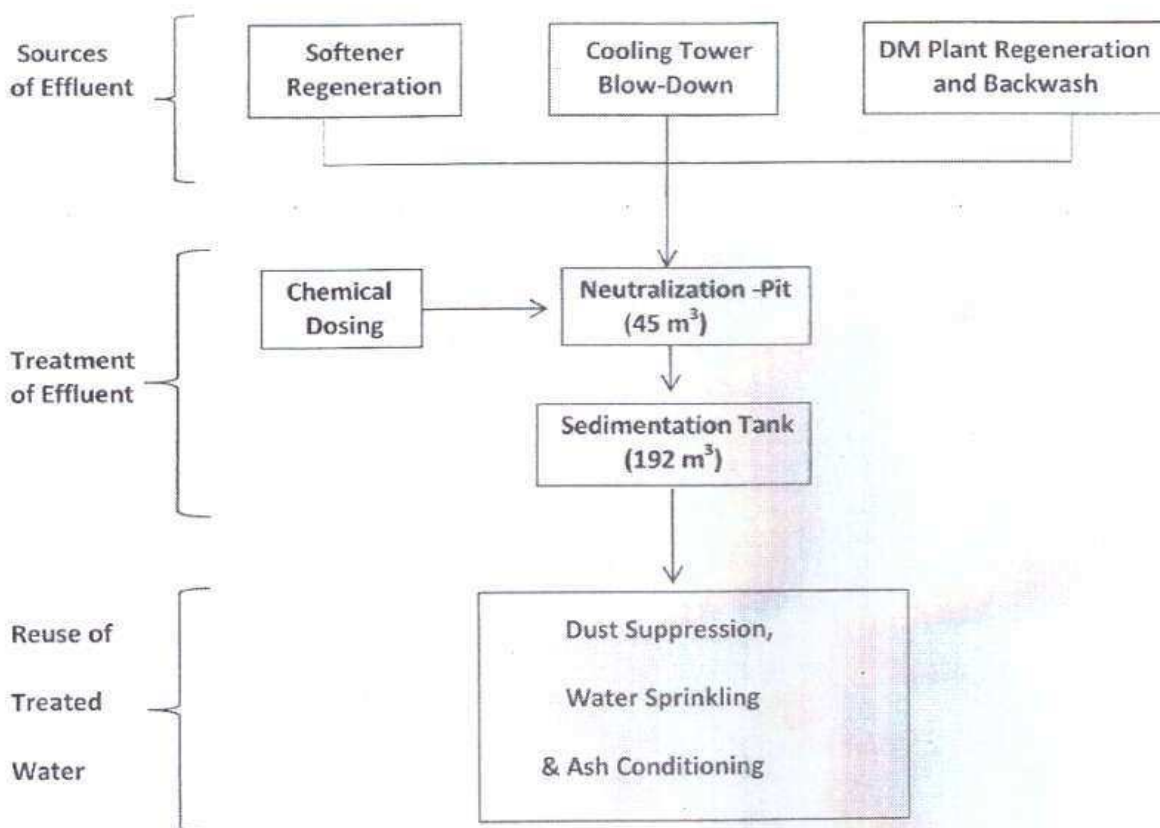 Sources
of Effluent
Softener
Regeneration
Cooling Tower
Blow-Down
DM Plant Regeneration
and Backwash
Treatment
of Effluent
Chemical
Dosing
Neutralization -Pit
(45 m³)
Sedimentation Tank
(192 m³)
Reuse of
Treated
Water
Dust Suppression,
Water Sprinkling
& Ash Conditioning